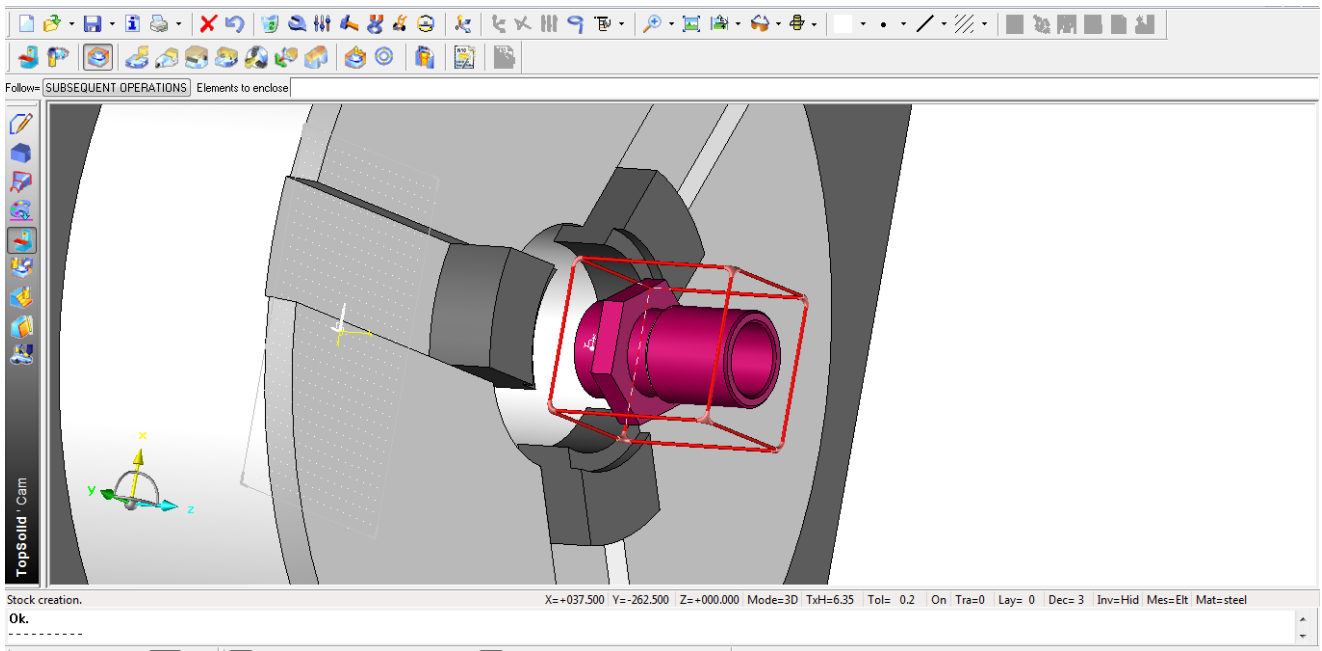 Follow= SUBSEQUENT OPERATIONS Elements to enclose
x
y
z
TopSolid'Cam
Stock creation. X=+037.500 Y=-262.500 Z=+000.000 Mode=3D TxH=6.35 Tol= 0.2 On Tra=0 Lay= 0 Dec= 3 Inv=Hid Mes=Elt Mat=steel
Ok.
----------